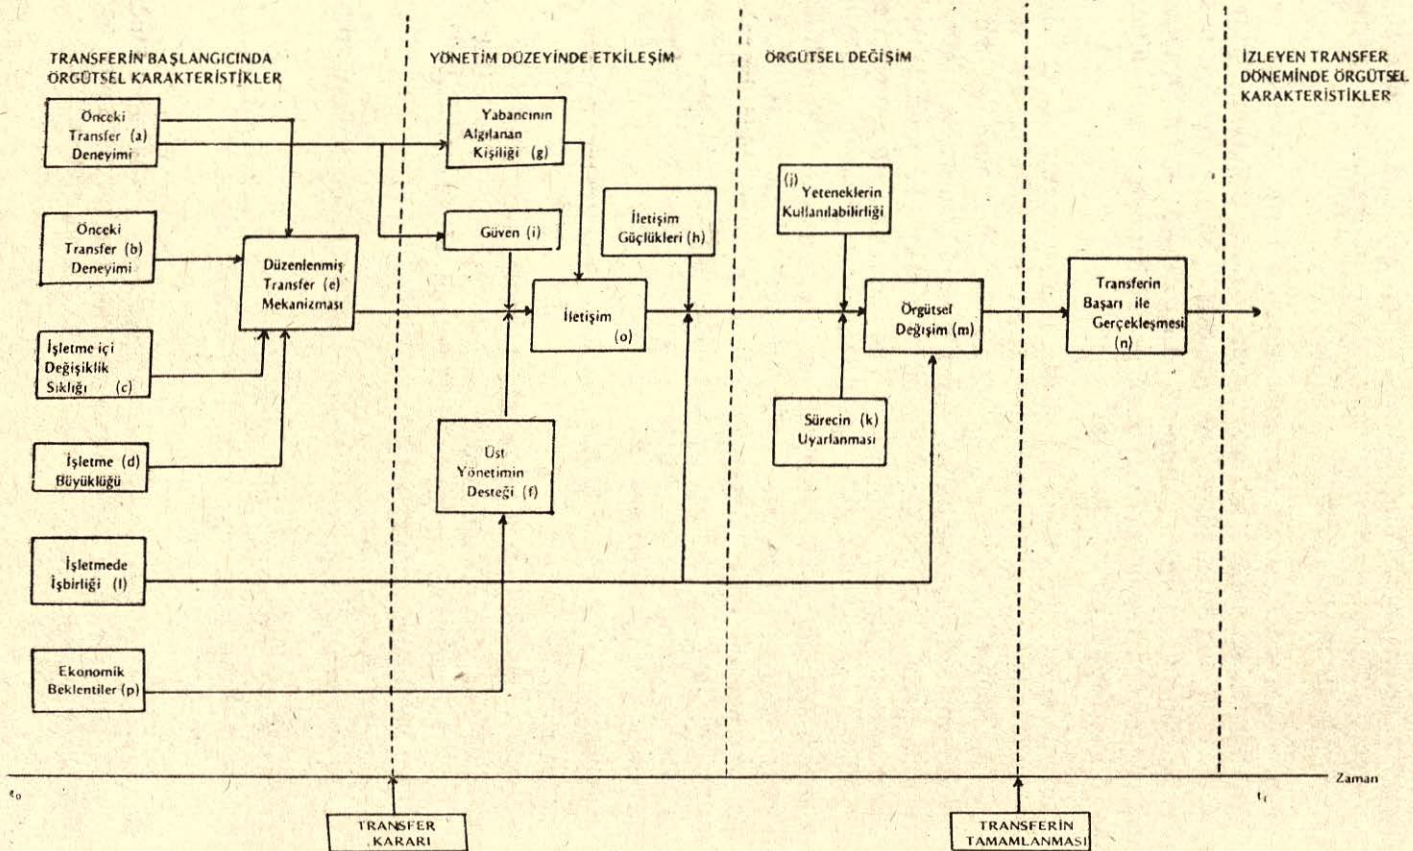 TRANSFERİN BAŞLANGICINDA
ÖRGÜTSEL KARAKTERİSTİKLER
YÖNETİM DÜZEYİNDE ETKİLEŞİM
ÖRGÜTSEL DEĞİŞİM
İZLEYEN TRANSFER
DÖNEMİNDE ÖRGÜTSEL
KARAKTERİSTİKLER
Önceki
Transfer (a)
Deneyimi
Yabancının
Algılanan
Kişiliği (g)
Önceki
Transfer (b)
Deneyimi
Güven (i)
İletişim
Güçlükleri (h)
(j)
Yeteneklerin
Kullanılabilirliği
Düzenlenmiş
Transfer (e)
Mekanizması
İletişim
(o)
Örgütsel
Değişim (m)
Transferin
Başarı ile
Gerçekleşmesi
(n)
İşletme içi
Değişiklik
Sıklığı (c)
Sürecin (k)
Uyarlanması
İşletme (d)
Büyüklüğü
Üst
Yönetimin
Desteği (f)
İşletmede
İşbirliği (l)
Ekonomik
Beklentiler (p)
Zaman
t₀
t₁
TRANSFER
KARARI
TRANSFERİN
TAMAMLANMASI